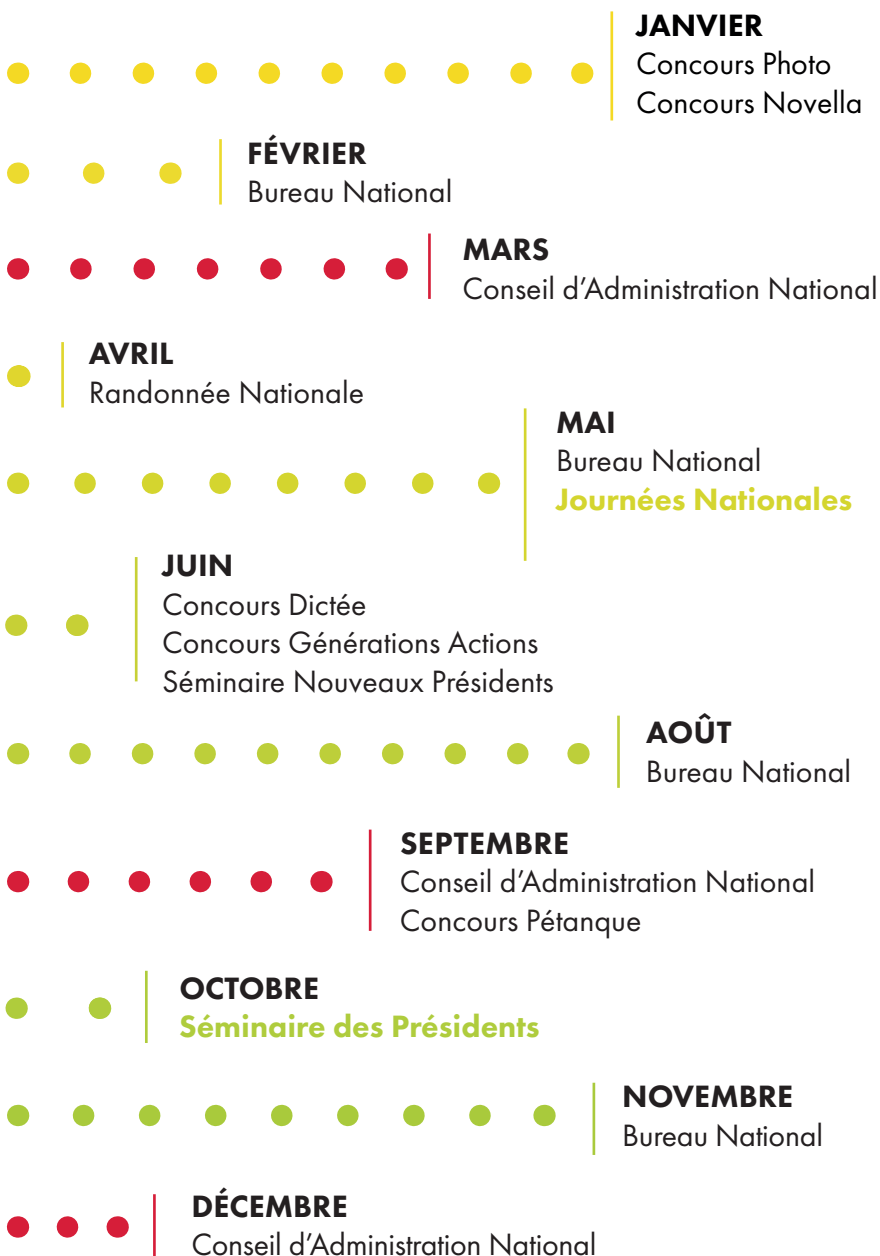 JANVIER
Concours Photo
Concours Novella
FÉVRIER
Bureau National
MARS
Conseil d'Administration National
AVRIL
Randonnée Nationale
MAI
Bureau National
Journées Nationales
JUIN
Concours Dictée
Concours Générations Actions
Séminaire Nouveaux Présidents
AOÛT
Bureau National
SEPTEMBRE
Conseil d'Administration National
Concours Pétanque
OCTOBRE
Séminaire des Présidents
NOVEMBRE
Bureau National
DÉCEMBRE
Conseil d'Administration National